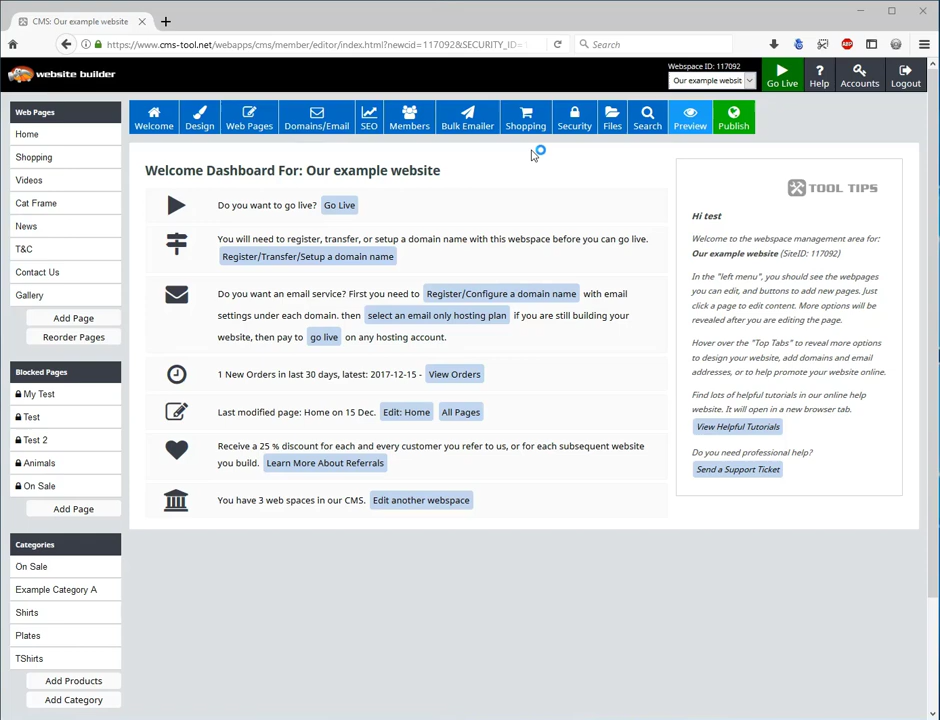 CMS: Our example website
https://www.cms-tool.net/webapps/cms/member/editor/index.html?newcid=117092&SECURITY_ID=
Search
website builder
Webspace ID: 117092
Our example websit
Go Live
Help
Accounts
Logout
Welcome
Design
Web Pages
Domains/Email
SEO
Members
Bulk Emailer
Shopping
Security
Files
Search
Preview
Publish
Web Pages
Home
Shopping
Videos
Cat Frame
News
T&C
Contact Us
Gallery
Add Page
Reorder Pages
Blocked Pages
My Test
Test
Test 2
Animals
On Sale
Add Page
Categories
On Sale
Example Category A
Shirts
Plates
TShirts
Add Products
Add Category
Welcome Dashboard For: Our example website
Do you want to go live? Go Live
You will need to register, transfer, or setup a domain name with this webspace before you can go live.
Register/Transfer/Setup a domain name
Do you want an email service? First you need to Register/Configure a domain name with email
settings under each domain. then select an email only hosting plan if you are still building your
website, then pay to go live on any hosting account.
1 New Orders in last 30 days, latest: 2017-12-15 - View Orders
Last modified page: Home on 15 Dec. Edit: Home All Pages
Receive a 25 % discount for each and every customer you refer to us, or for each subsequent website
you build. Learn More About Referrals
You have 3 web spaces in our CMS. Edit another webspace
TOOL TIPS
Hi test
Welcome to the webspace management area for:
Our example website (SiteID: 117092)
In the "left menu", you should see the webpages
you can edit, and buttons to add new pages. Just
click a page to edit content. More options will be
revealed after you are editing the page.
Hover over the "Top Tabs" to reveal more options
to design your website, add domains and email
addresses, or to help promote your website online.
Find lots of helpful tutorials in our online help
website. It will open in a new browser tab.
View Helpful Tutorials
Do you need professional help?
Send a Support Ticket